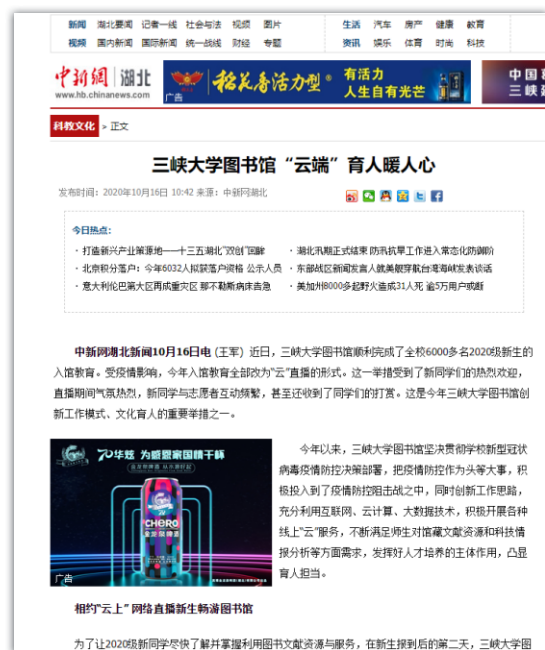 新闻 湖北要闻 记者一线 社会与法 视频 图片 生活 汽车 房产 健康 教育
视频 国内新闻 国际新闻 统一战线 财经 专题 资讯 娱乐 体育 时尚 科技
中新网 湖北
www.hb.chinanews.com
稻花香活力型®
有活力
人生自有光芒
广告
科教文化 > 正文
三峡大学图书馆“云端”育人暖人心
发布时间：2020年10月16日 10:42 来源：中新网湖北
今日热点：
· 打造新兴产业策源地——十三五湖北“双创”回眸 · 湖北汛期正式结束 防汛抗旱工作进入常态化防御阶
· 北京积分落户：今年6032人拟获落户资格 公示人员 · 东部战区新闻发言人就美舰穿航台湾海峡发表谈话
· 意大利伦巴第大区再成重灾区 那不勒斯病床告急 · 美加州8000多起野火造成31人死 逾5万用户或断
中新网湖北新闻10月16日电 (王军) 近日，三峡大学图书馆顺利完成了全校6000多名2020级新生的
入馆教育。受疫情影响，今年入馆教育全部改为“云”直播的形式。这一举措受到了新同学们的热烈欢迎，
直播期间气氛热烈，新同学与志愿者互动频繁，甚至还收到了同学们的打赏。这是今年三峡大学图书馆创
新工作模式、文化育人的重要举措之一。
70华炫 为盛世家国情干杯
CHERO
金龙泉啤酒
广告
今年以来，三峡大学图书馆坚决贯彻学校新型冠状
病毒疫情防控决策部署，把疫情防控作为头等大事，积
极投入到了疫情防控阻击战之中，同时创新工作思路，
充分利用互联网、云计算、大数据技术，积极开展各种
线上“云”服务，不断满足师生对馆藏文献资源和科技情
报分析等方面需求，发挥好人才培养的主体作用，凸显
育人担当。
相约“云上” 网络直播新生畅游图书馆
为了让2020级新同学尽快了解并掌握利用图书文献资源与服务，在新生报到后的第二天，三峡大学图